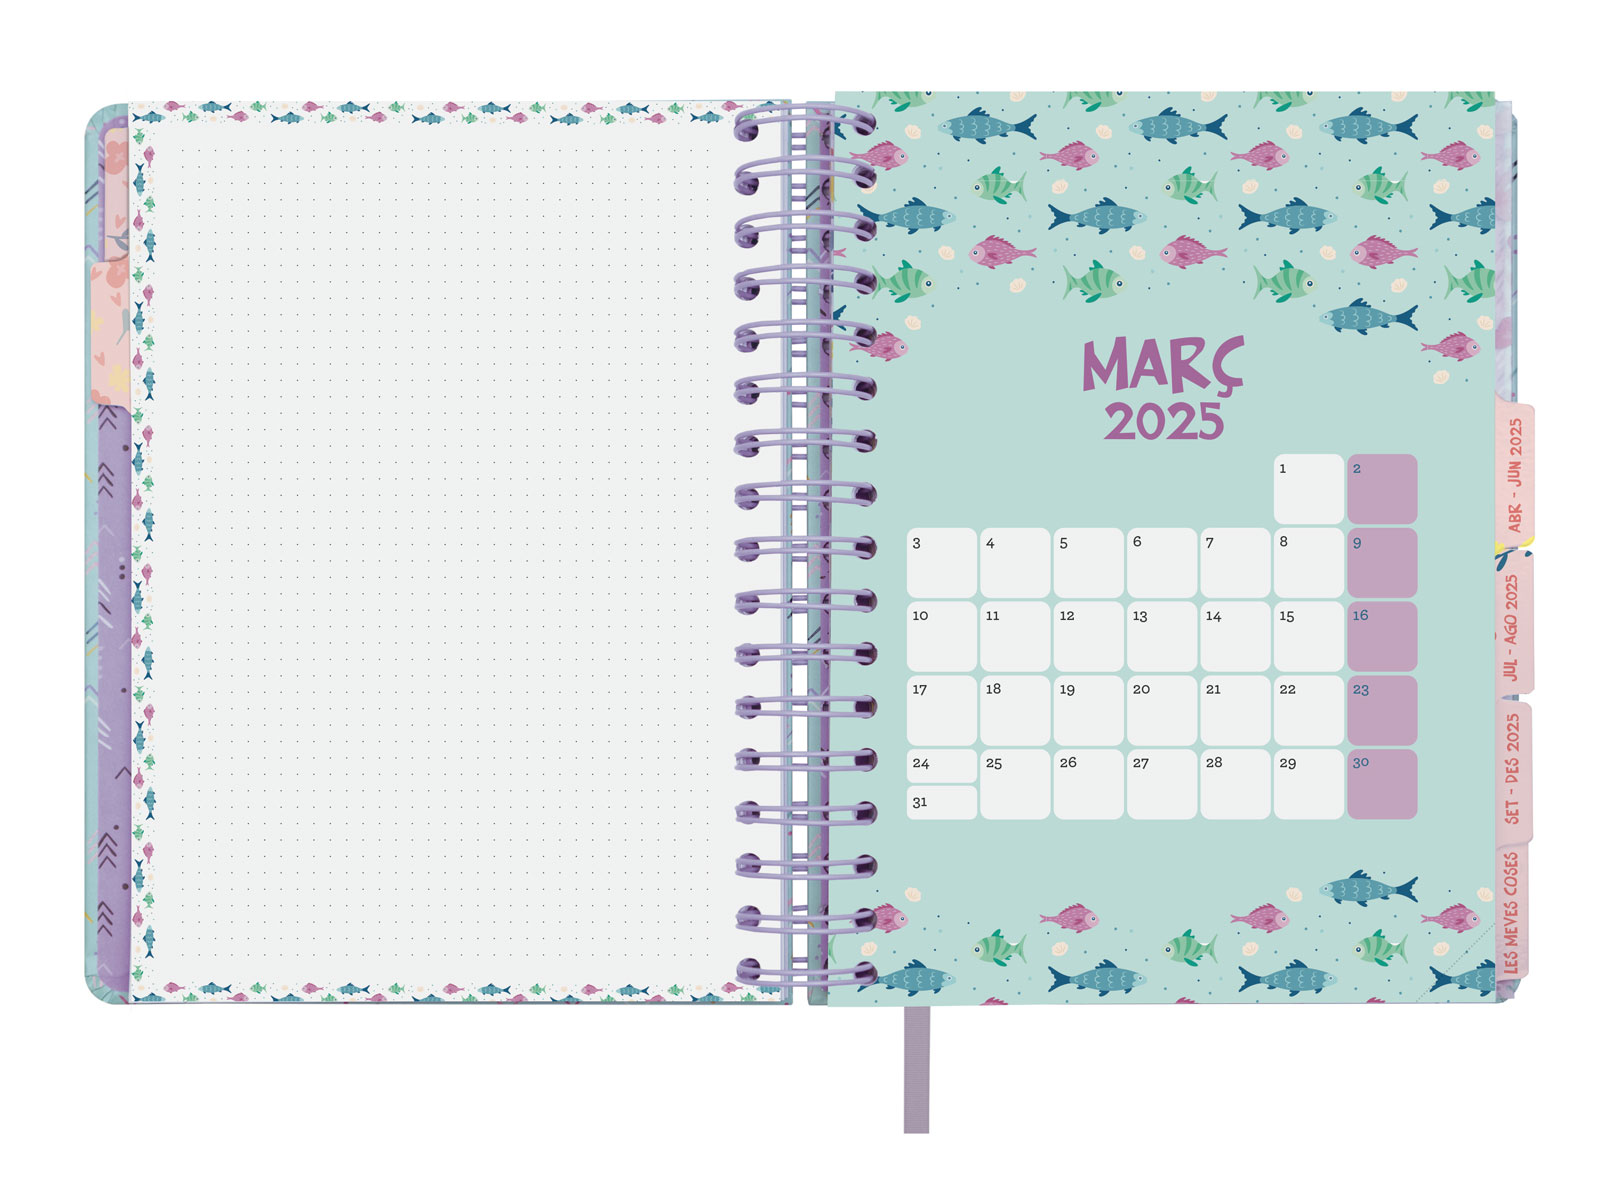 MARÇ
2025
1 2
3 4 5 6 7 8 9
10 11 12 13 14 15 16
17 18 19 20 21 22 23
24 25 26 27 28 29 30
31
ABR - JUN 2025
JUL - AGO 2025
SET - DES 2025
LES MEVES COSES